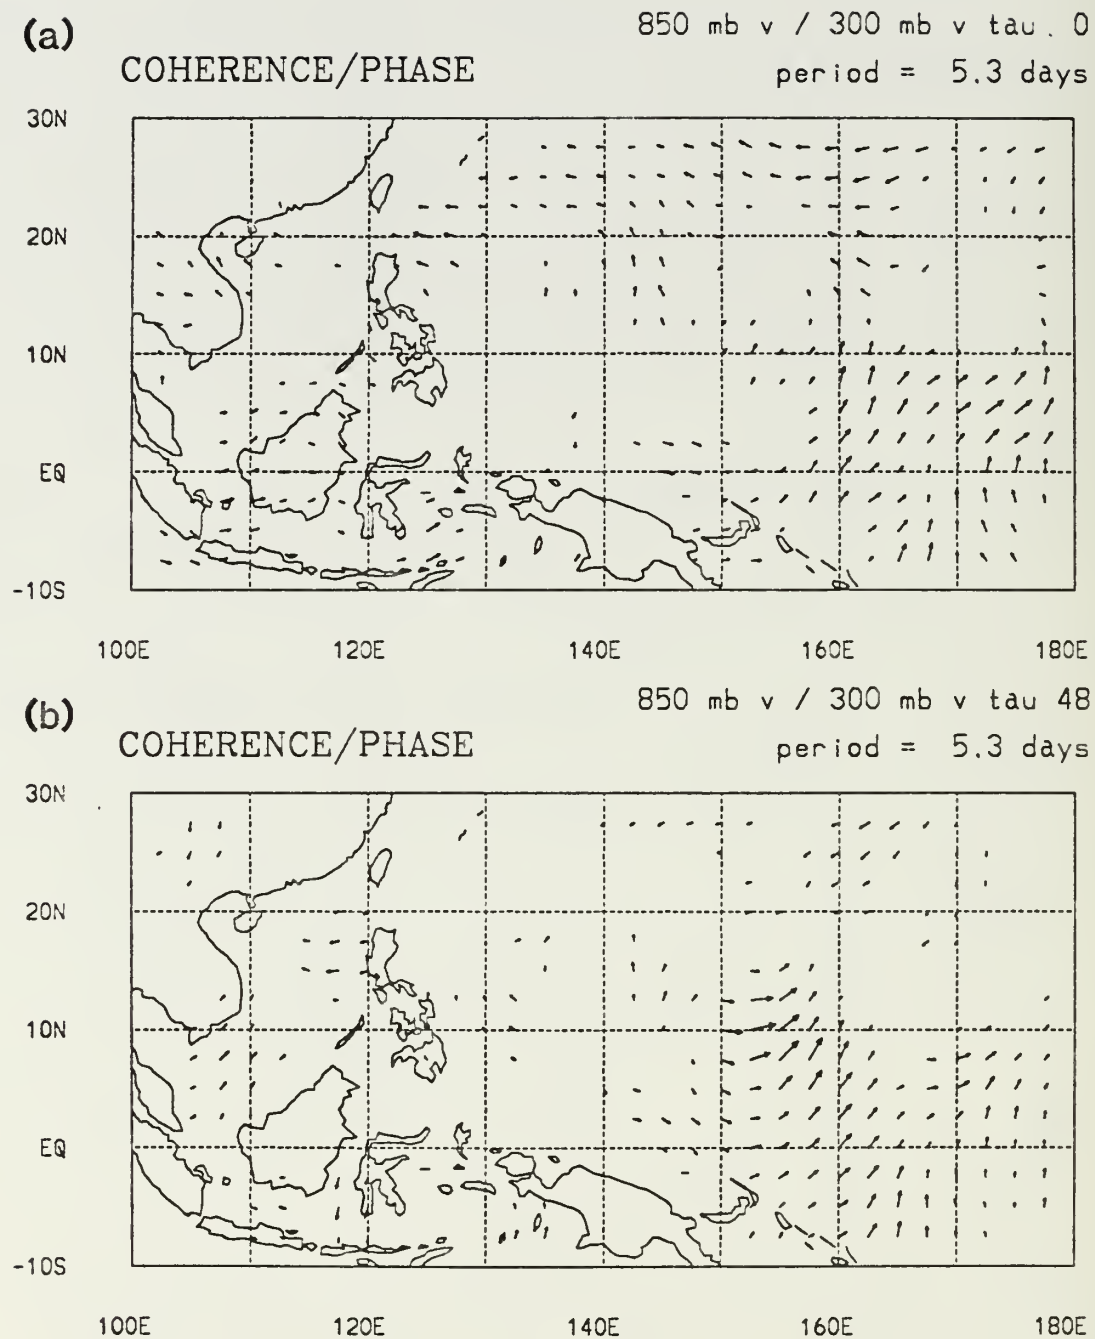 (a)
850 mb v / 300 mb v tau . 0
COHERENCE/PHASE
period = 5.3 days
30N
20N
10N
EQ
-10S
100E 120E 140E 160E 180E
(b)
850 mb v / 300 mb v tau 48
COHERENCE/PHASE
period = 5.3 days
30N
20N
10N
EQ
-10S
100E 120E 140E 160E 180E